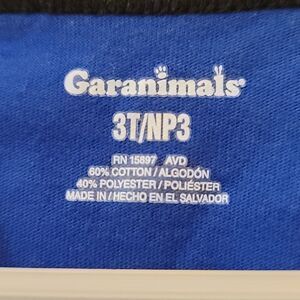 Garanimals
3T/NP3
RN 15897 AVD
60% COTTON / ALGODÓN
40% POLYESTER / POLIÉSTER
MADE IN / HECHO EN EL SALVADOR